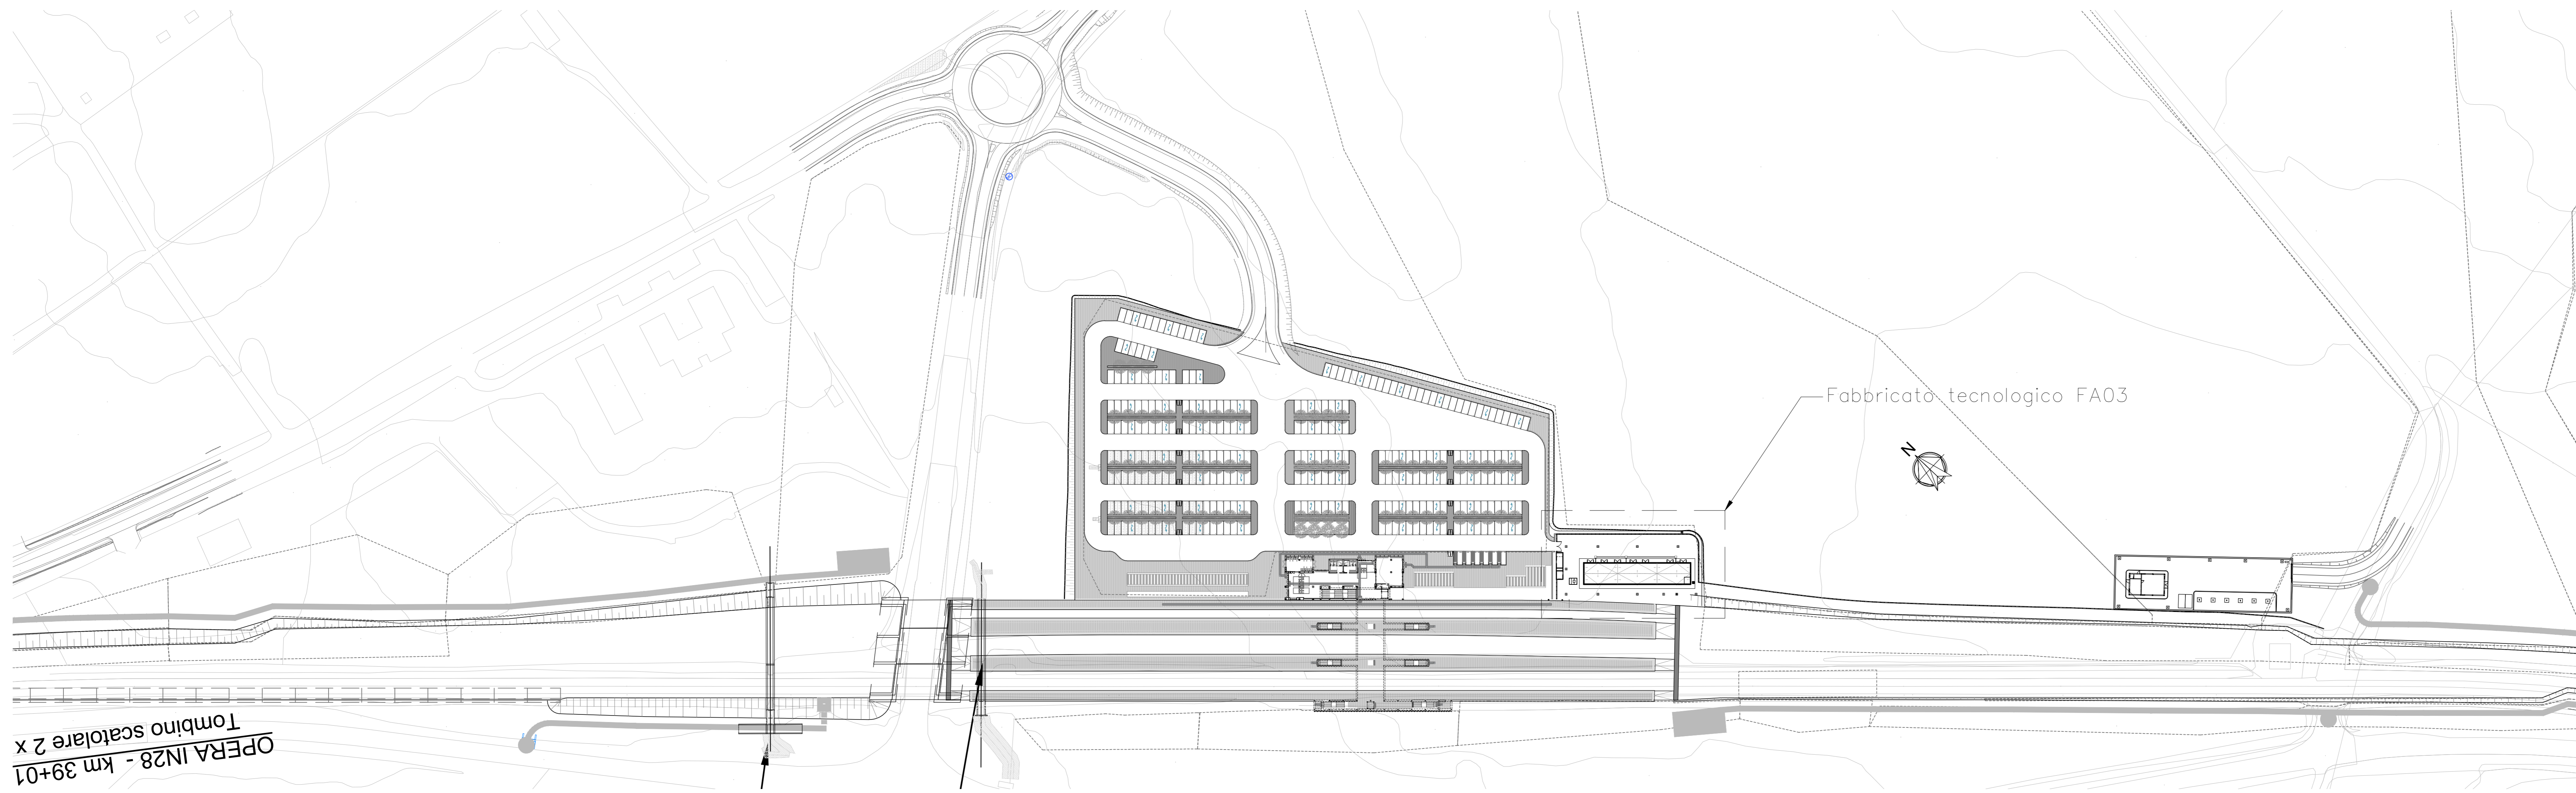 N
Fabbricato tecnologico FA03
OPERA IN28 - km 39+01
Tombino scatolare 2 x